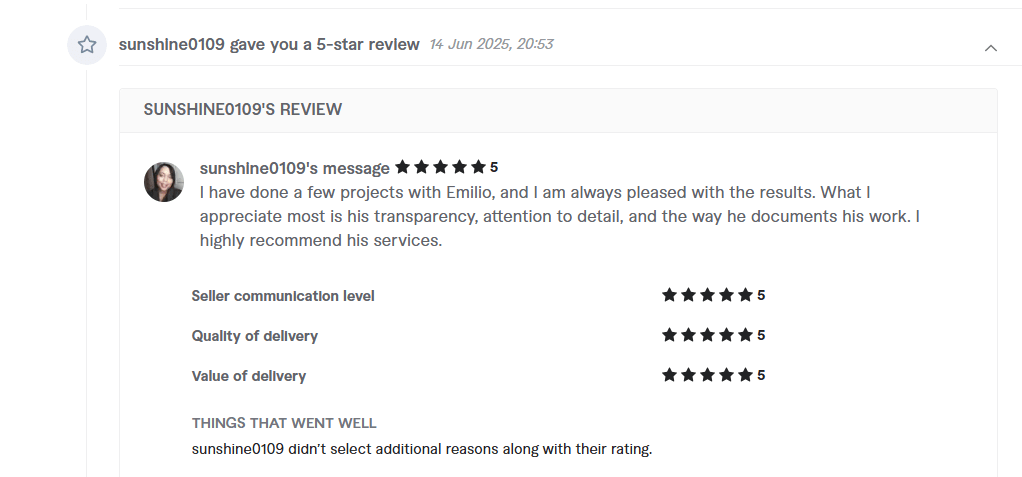 sunshine0109 gave you a 5-star review 14 Jun 2025, 20:53
SUNSHINE0109'S REVIEW
sunshine0109's message 5
I have done a few projects with Emilio, and I am always pleased with the results. What I
appreciate most is his transparency, attention to detail, and the way he documents his work. I
highly recommend his services.
Seller communication level 5
Quality of delivery 5
Value of delivery 5
THINGS THAT WENT WELL
sunshine0109 didn't select additional reasons along with their rating.